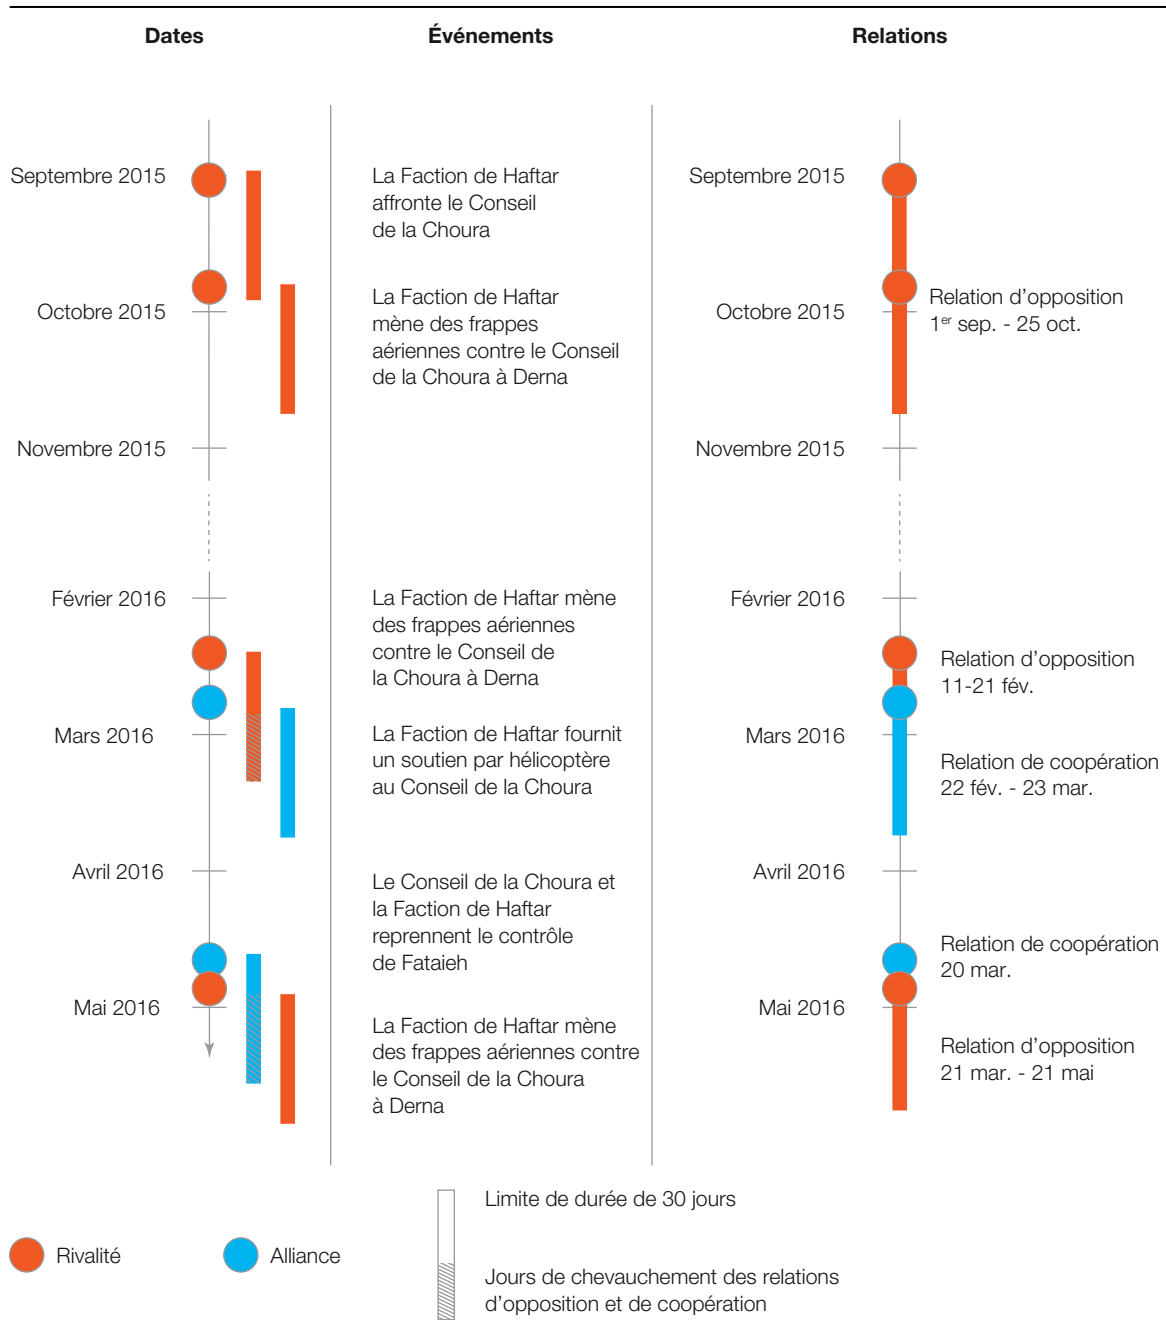 Dates
Événements
Relations
Septembre 2015
Octobre 2015
Novembre 2015
Février 2016
Mars 2016
Avril 2016
Mai 2016
La Faction de Haftar
affronte le Conseil
de la Choura
La Faction de Haftar
mène des frappes
aériennes contre le Conseil
de la Choura à Derna
La Faction de Haftar mène
des frappes aériennes
contre le Conseil de
la Choura à Derna
La Faction de Haftar fournit
un soutien par hélicoptère
au Conseil de la Choura
Le Conseil de la Choura et
la Faction de Haftar
reprennent le contrôle
de Fataieh
La Faction de Haftar mène
des frappes aériennes contre
le Conseil de la Choura
à Derna
Septembre 2015
Octobre 2015
Novembre 2015
Février 2016
Mars 2016
Avril 2016
Mai 2016
Relation d’opposition
1er sep. - 25 oct.
Relation d’opposition
11-21 fév.
Relation de coopération
22 fév. - 23 mar.
Relation de coopération
20 mar.
Relation d’opposition
21 mar. - 21 mai
Rivalité
Alliance
Limite de durée de 30 jours
Jours de chevauchement des relations
d’opposition et de coopération